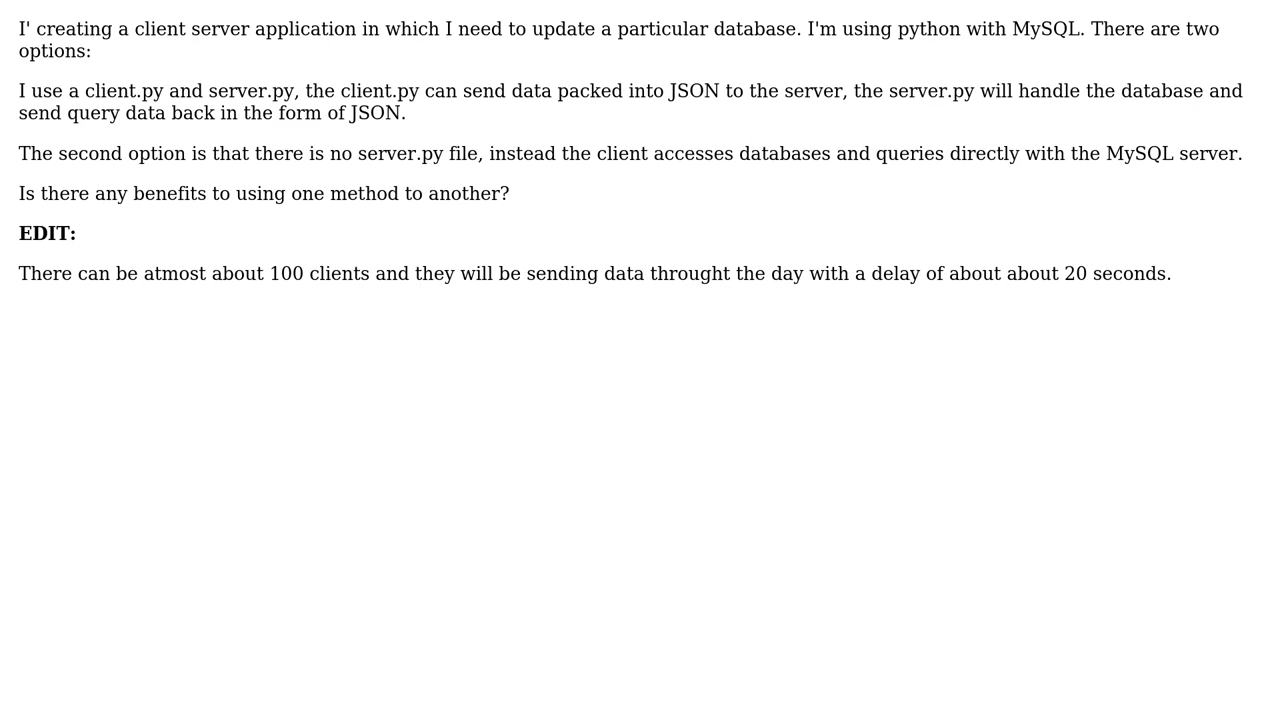 I' creating a client server application in which I need to update a particular database. I'm using python with MySQL. There are two
options:
I use a client.py and server.py, the client.py can send data packed into JSON to the server, the server.py will handle the database and
send query data back in the form of JSON.
The second option is that there is no server.py file, instead the client accesses databases and queries directly with the MySQL server.
Is there any benefits to using one method to another?
EDIT:
There can be atmost about 100 clients and they will be sending data throught the day with a delay of about about 20 seconds.